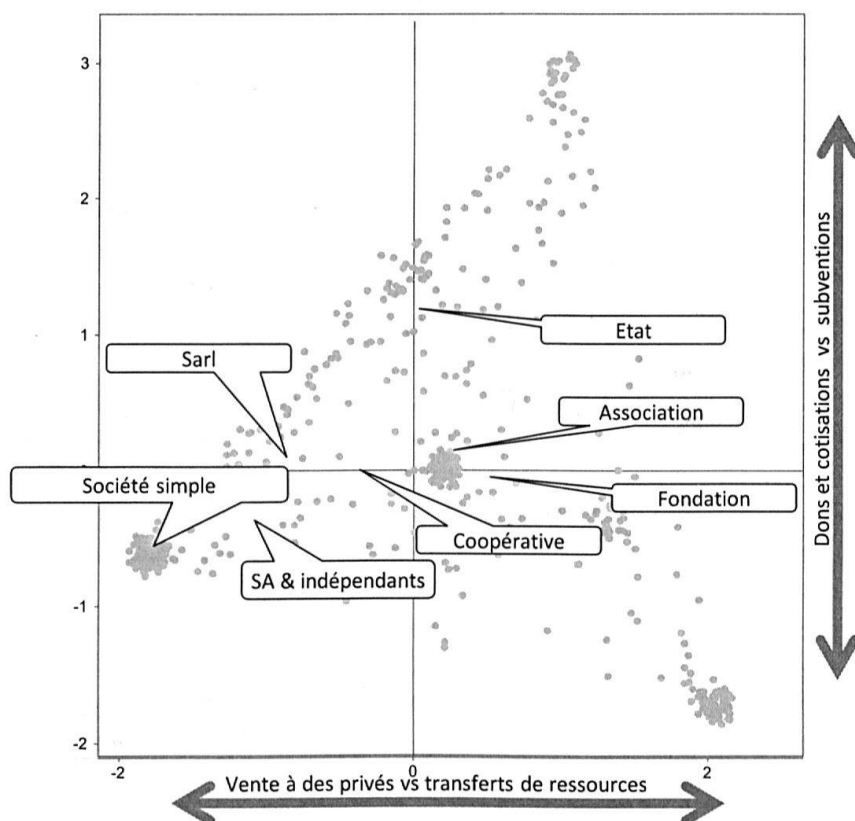 3
2
Etat
1
Sarl
Association
Société simple
Fondation
Coopérative
SA & indépendants
-1
-2
-2
0
2
Vente à des privés vs transferts de ressources
Dons et cotisations vs subventions